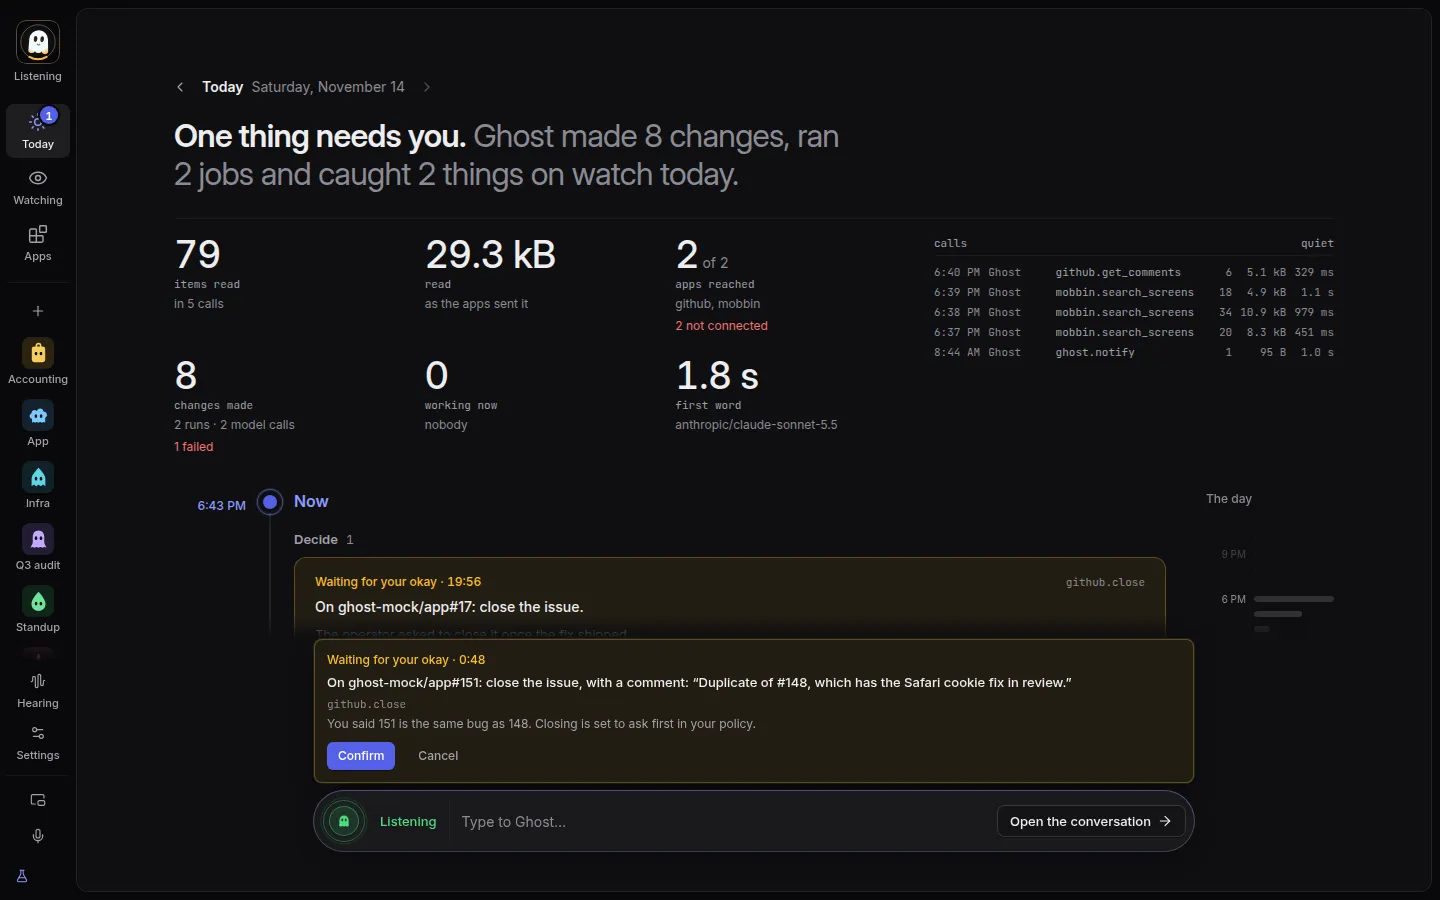 Listening
1
Today
Watching
Apps
Accounting
App
Infra
Q3 audit
Standup
Hearing
Settings
Today Saturday, November 14
One thing needs you. Ghost made 8 changes, ran
2 jobs and caught 2 things on watch today.
79
items read
in 5 calls
29.3 kB
read
as the apps sent it
2 of 2
apps reached
github, mobbin
2 not connected
8
changes made
2 runs · 2 model calls
1 failed
0
working now
nobody
1.8 s
first word
anthropic/claude-sonnet-5.5
calls quiet
6:40 PM Ghost github.get_comments 6 5.1 kB 329 ms
6:39 PM Ghost mobbin.search_screens 18 4.9 kB 1.1 s
6:38 PM Ghost mobbin.search_screens 34 10.9 kB 979 ms
6:37 PM Ghost mobbin.search_screens 20 8.3 kB 451 ms
8:44 AM Ghost ghost.notify 1 95 B 1.0 s
6:43 PM Now
Decide 1
Waiting for your okay · 19:56 github.close
On ghost-mock/app#17: close the issue.
The operator asked to close it once the fix shipped.
Waiting for your okay · 0:48
On ghost-mock/app#151: close the issue, with a comment: “Duplicate of #148, which has the Safari cookie fix in review.”
github.close
You said 151 is the same bug as 148. Closing is set to ask first in your policy.
Confirm Cancel
Listening Type to Ghost... Open the conversation
The day
9 PM
6 PM